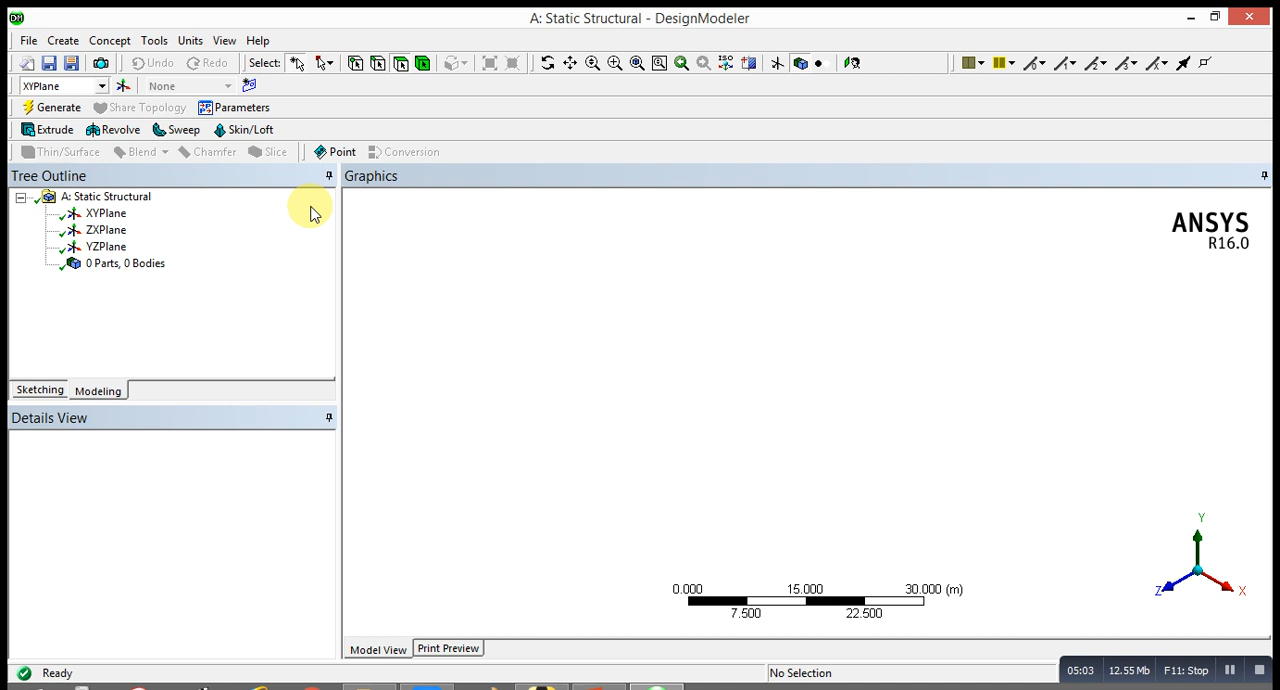 DM
A: Static Structural - DesignModeler
File Create Concept Tools Units View Help
Undo Redo Select:
XYPlane None
Generate Share Topology Parameters
Extrude Revolve Sweep Skin/Loft
Thin/Surface Blend Chamfer Slice Point Conversion
Tree Outline
A: Static Structural
XYPlane
ZXPlane
YZPlane
0 Parts, 0 Bodies
Sketching Modeling
Details View
Graphics
ANSYS
R16.0
Y
Z X
0.000 15.000 30.000 (m)
7.500 22.500
Model View Print Preview
Ready No Selection
05:03 12.55 Mb F11: Stop